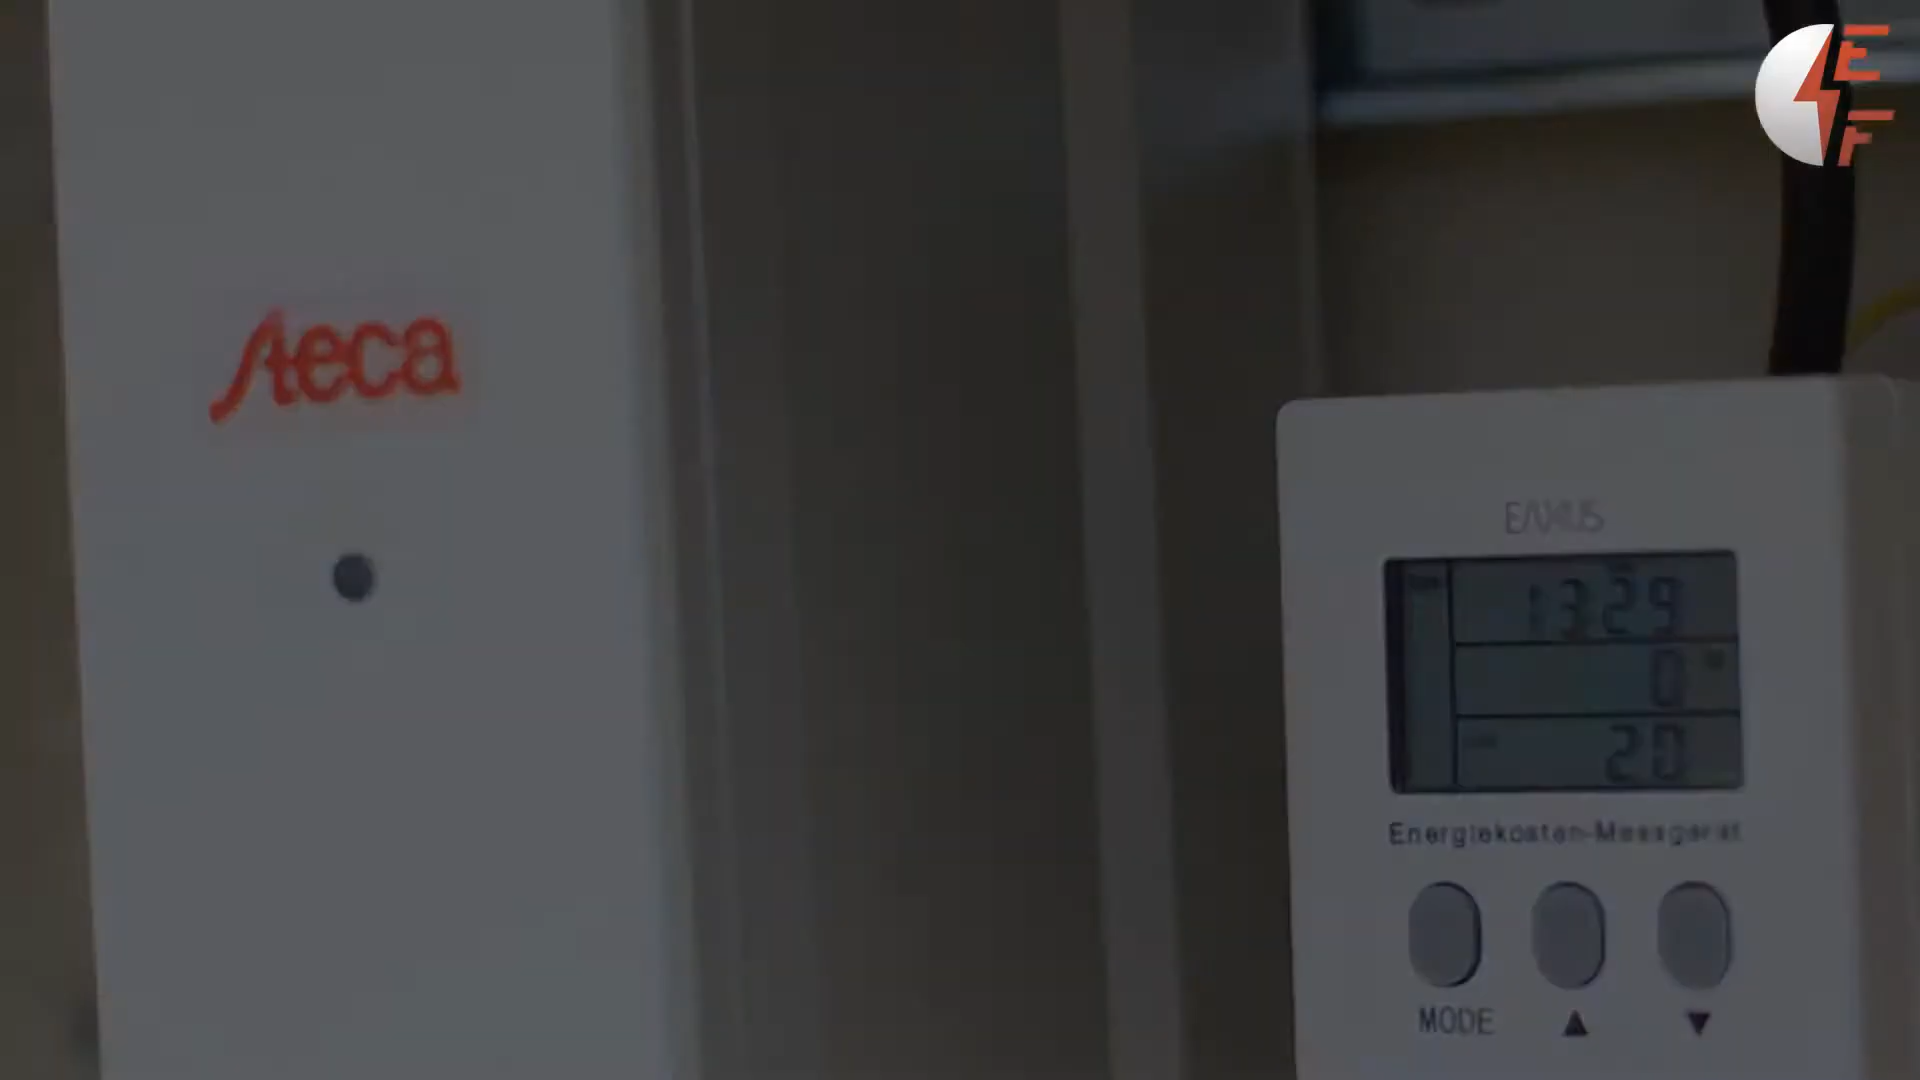 E
F
Steca
EAXUS
13:29
0
20
Energiekosten-Messgerät
MODE
▲ ▼